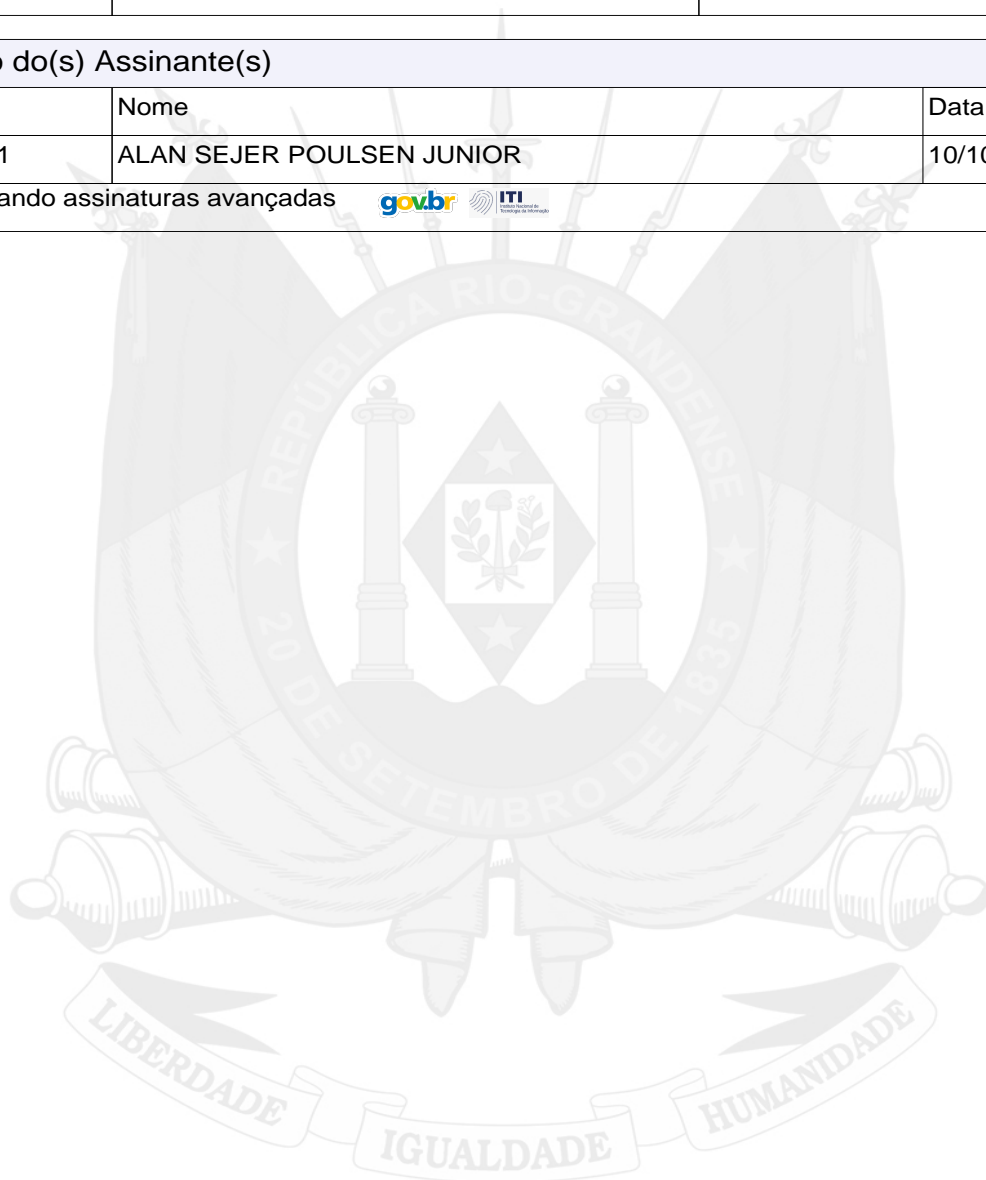 o do(s) Assinante(s)
Nome Data
1 ALAN SEJER POULSEN JUNIOR 10/10
ando assinaturas avançadas gov.br ITI
REPÚBLICA RIO-GRANDENSE
20 DE SETEMBRO DE 1835
LIBERDADE IGUALDADE HUMANIDADE